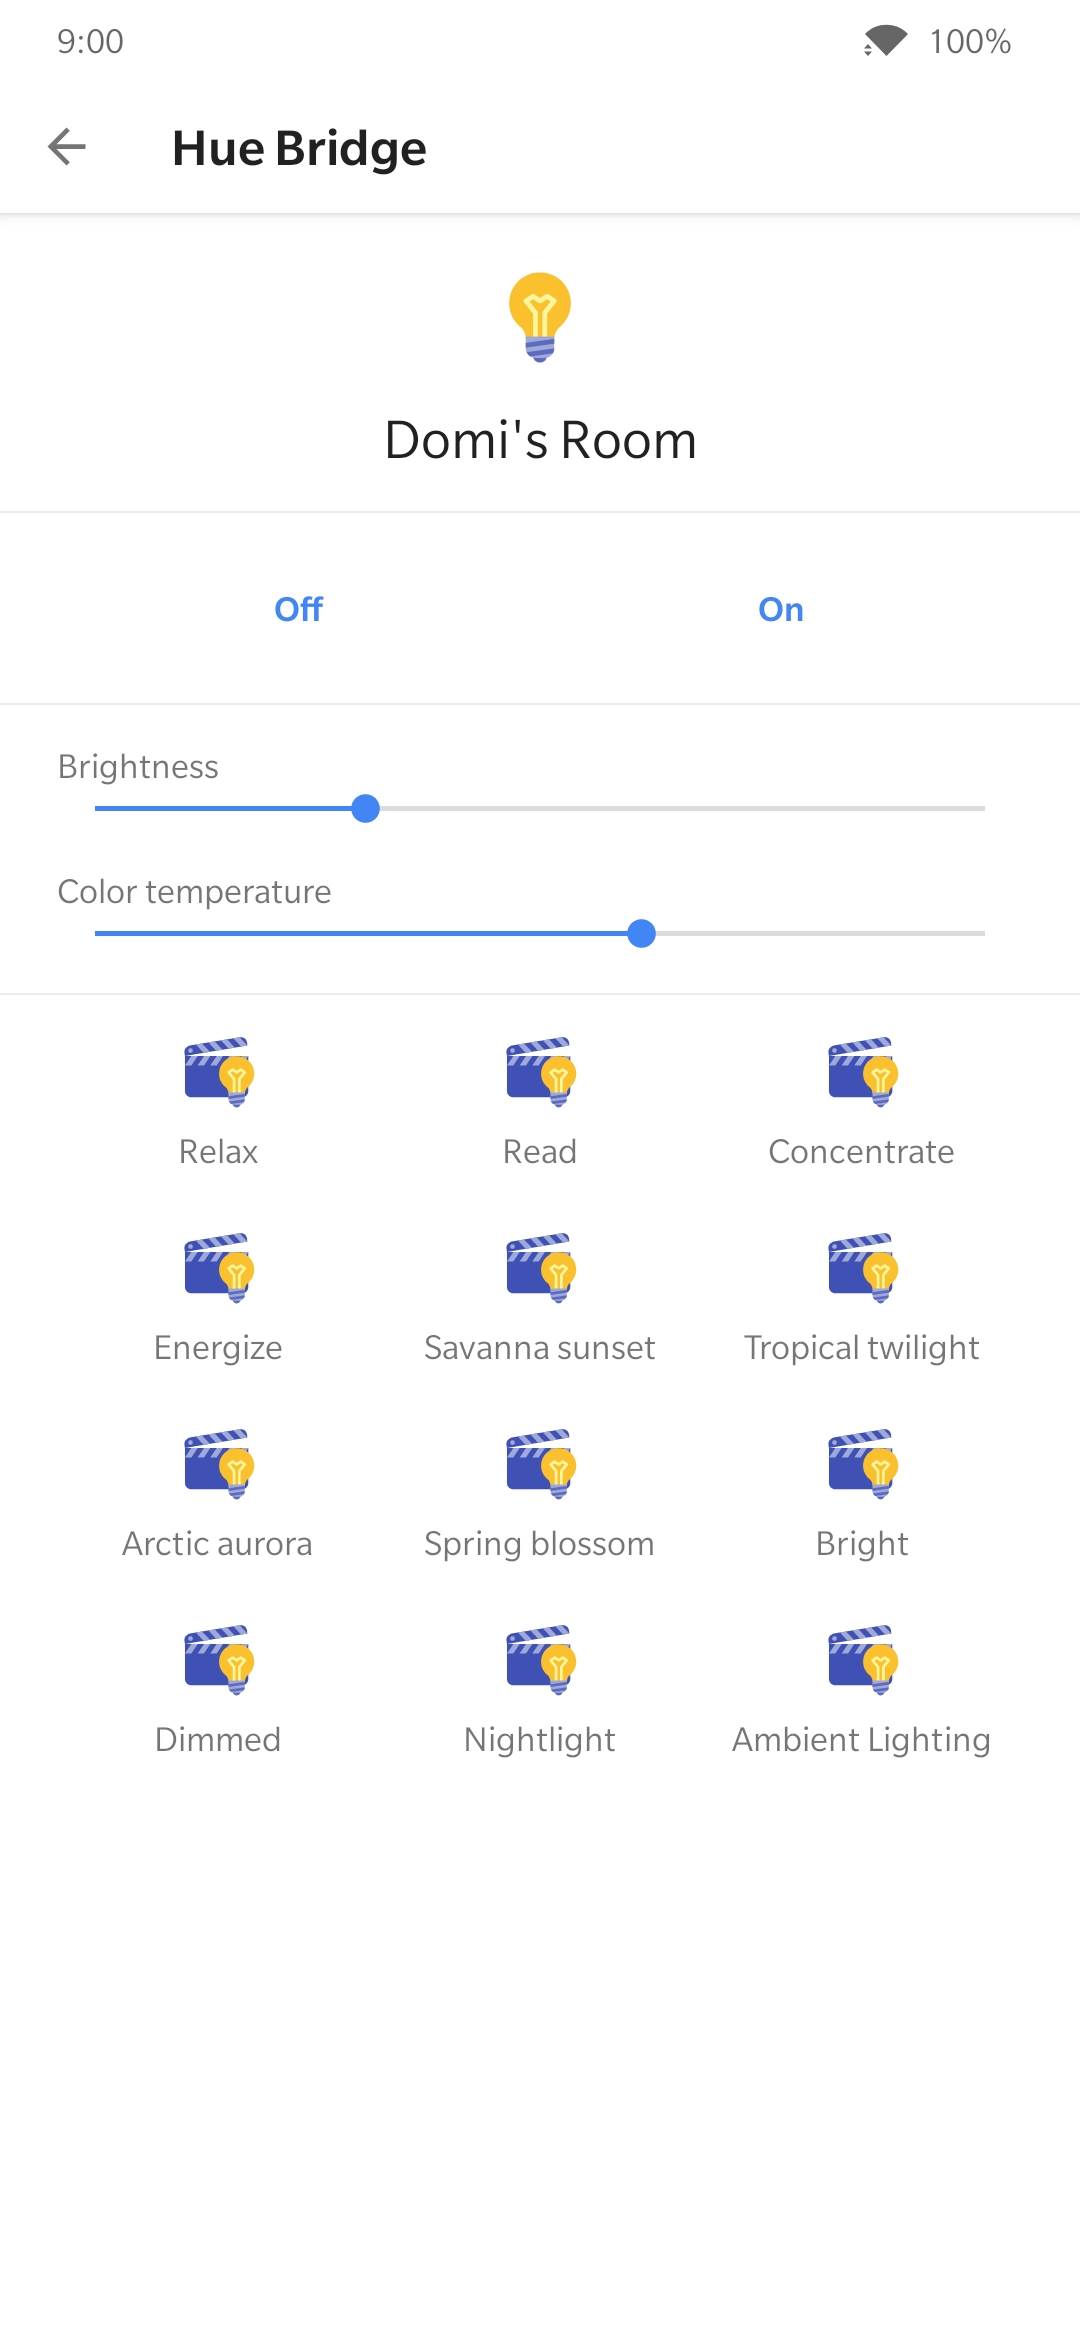 9:00 100%
Hue Bridge
Domi's Room
Off On
Brightness
Color temperature
Relax Read Concentrate
Energize Savanna sunset Tropical twilight
Arctic aurora Spring blossom Bright
Dimmed Nightlight Ambient Lighting